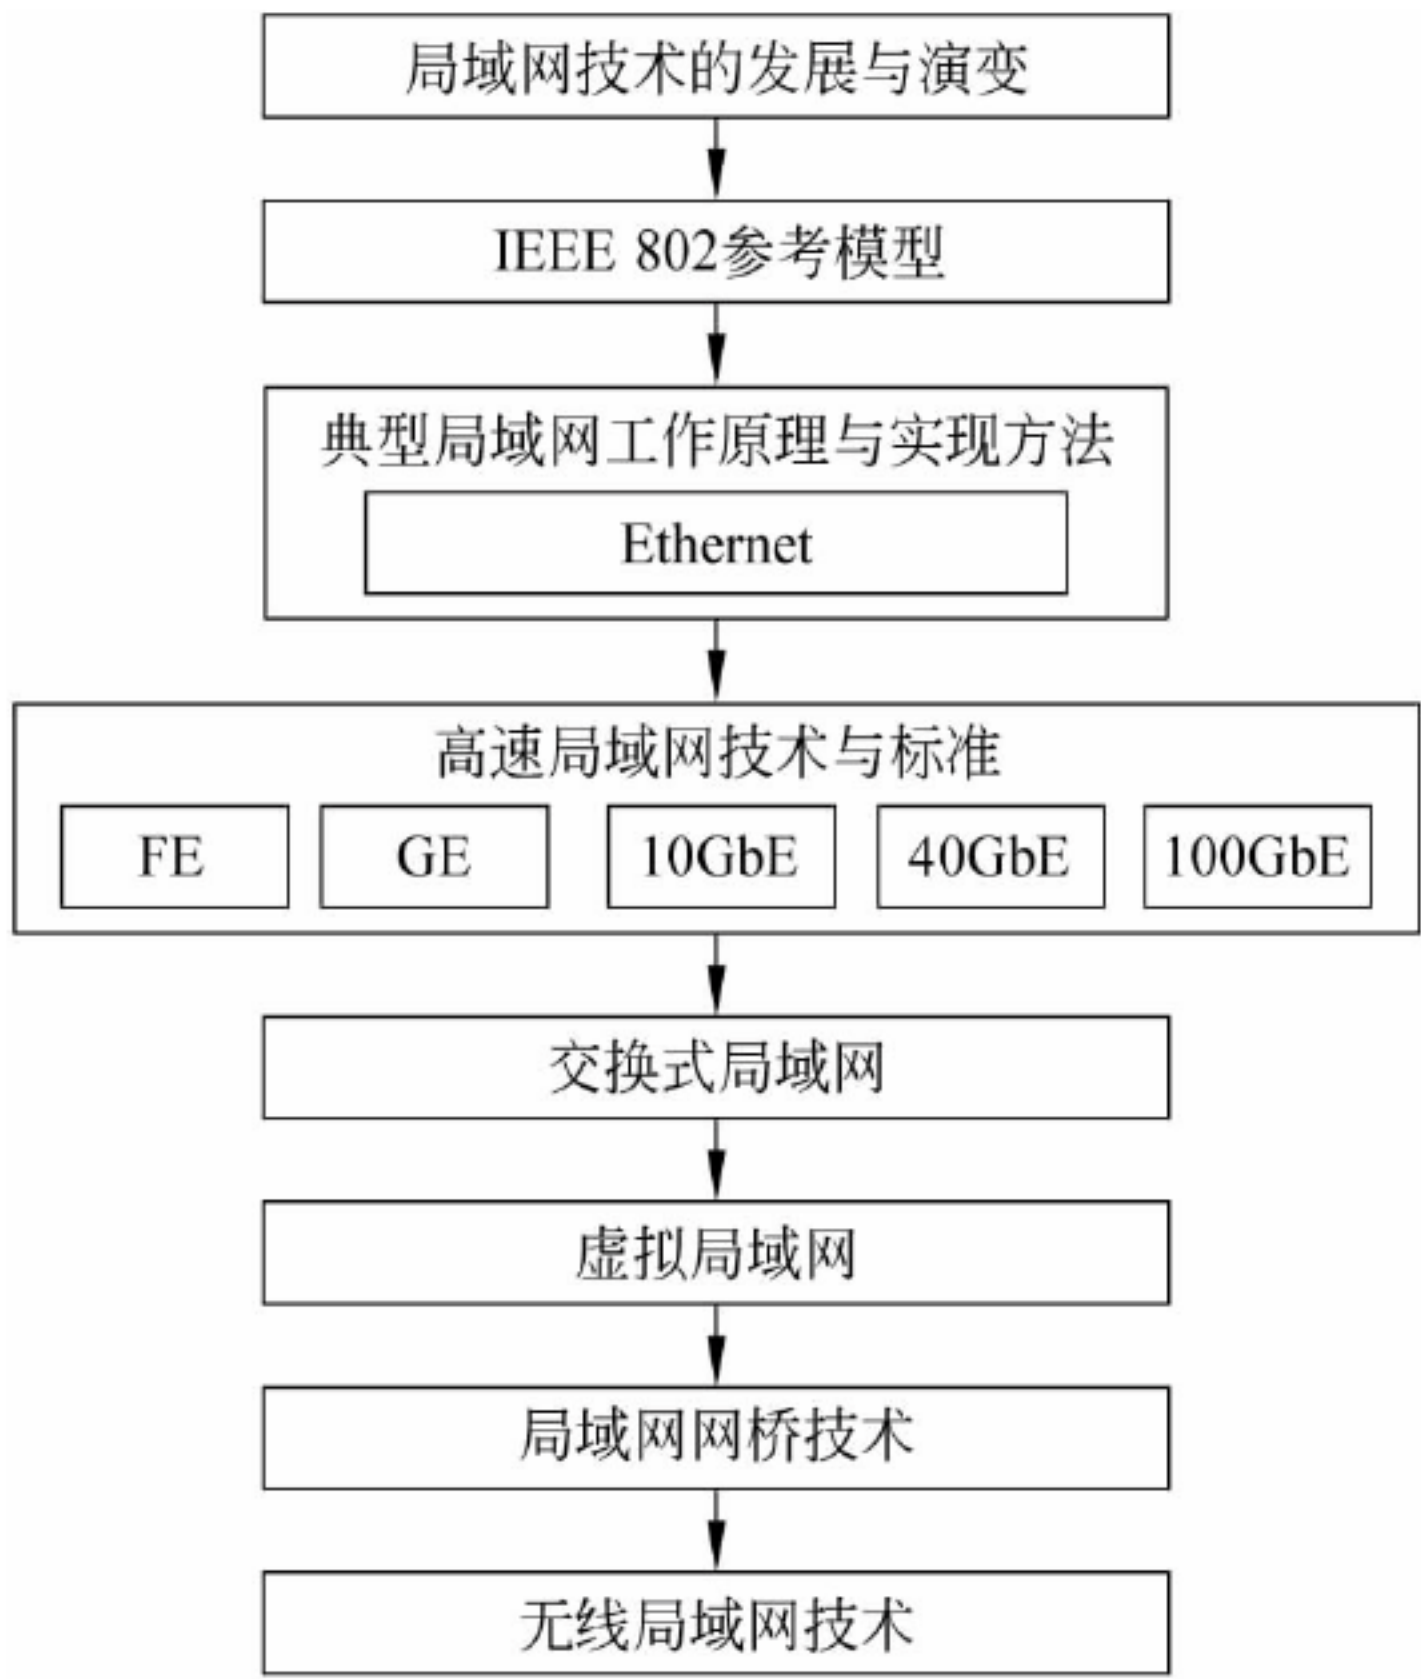 局域网技术的发展与演变
IEEE 802参考模型
典型局域网工作原理与实现方法
Ethernet
高速局域网技术与标准
FE GE 10GbE 40GbE 100GbE
交换式局域网
虚拟局域网
局域网网桥技术
无线局域网技术